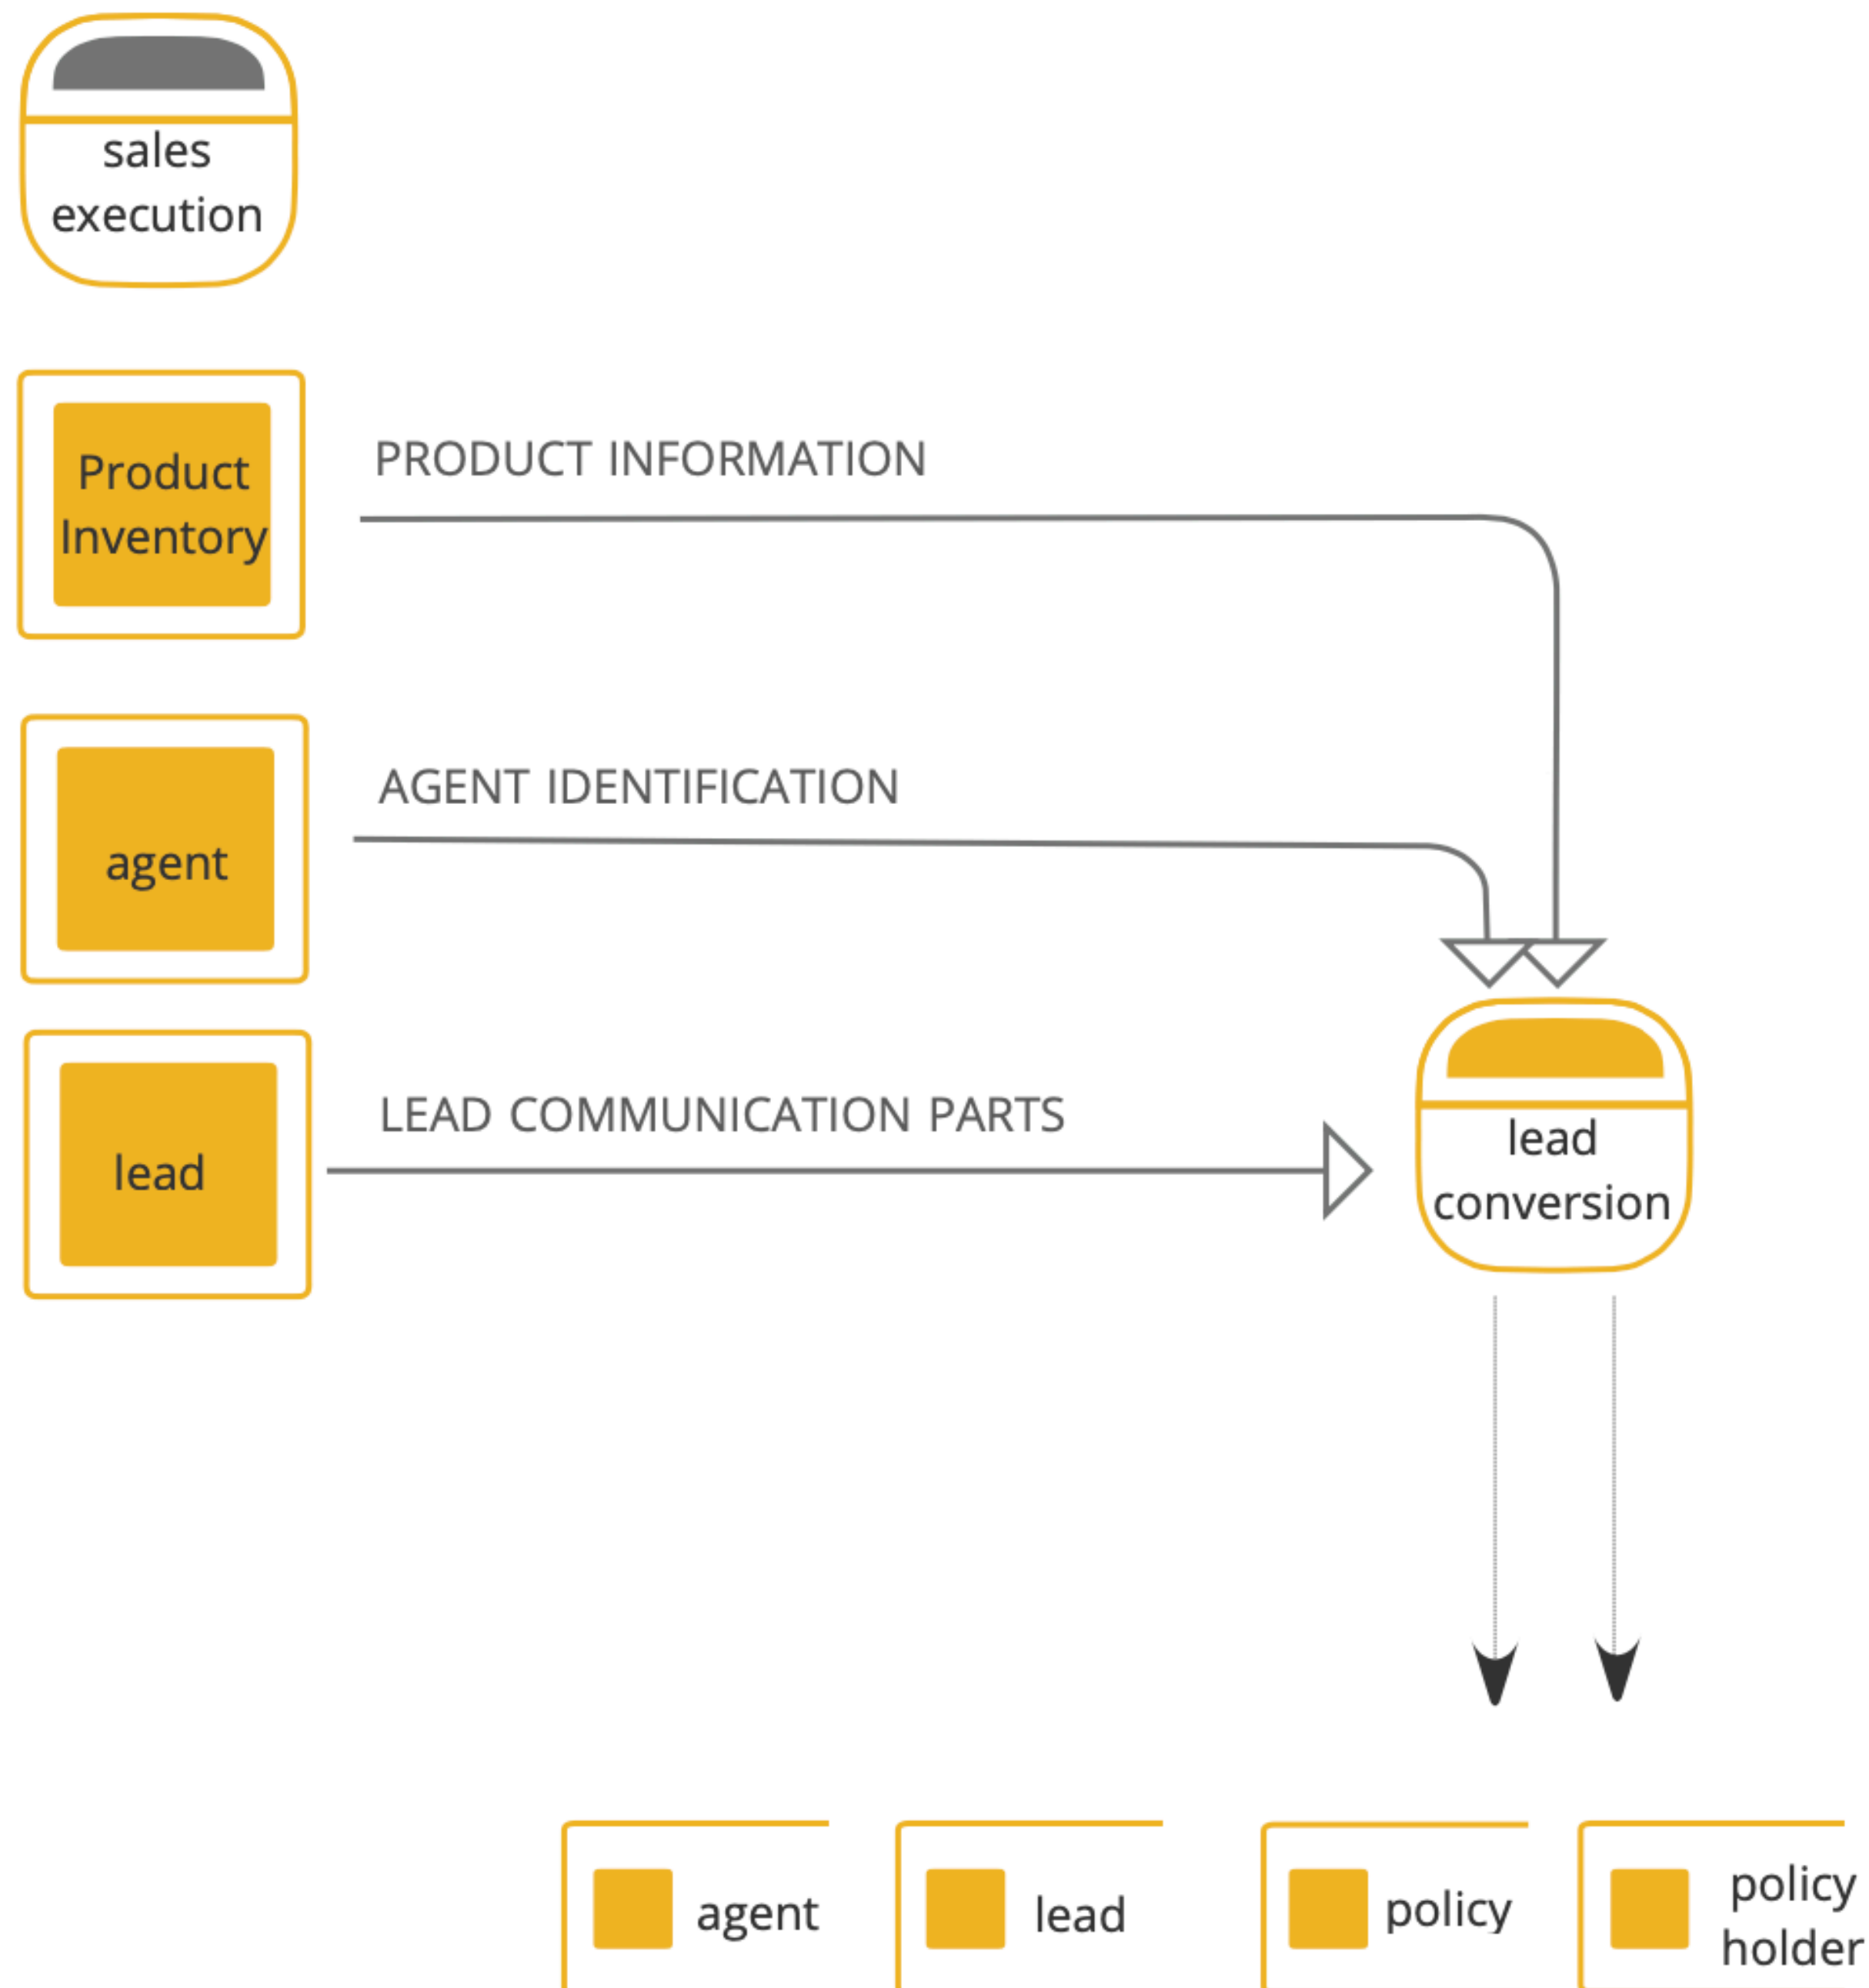 sales
execution
Product
Inventory
PRODUCT INFORMATION
agent
AGENT IDENTIFICATION
lead
LEAD COMMUNICATION PARTS
lead
conversion
agent
lead
policy
policy
holder